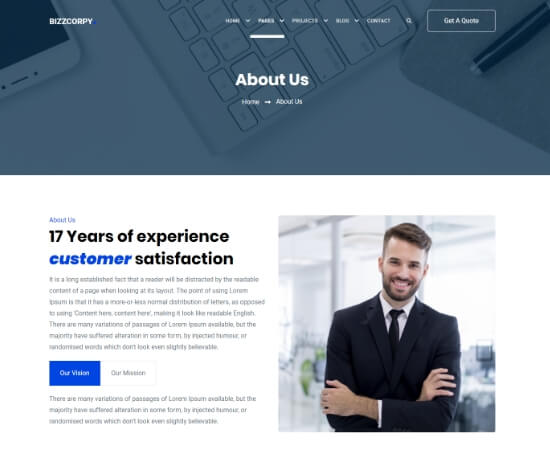 BIZZCORPY
HOME PAGES PROJECTS BLOG CONTACT Get A Quote
About Us
Home → About Us
About Us
17 Years of experience
customer satisfaction
It is a long established fact that a reader will be distracted by the readable
content of a page when looking at its layout. The point of using Lorem
Ipsum is that it has a more-or-less normal distribution of letters, as opposed
to using 'Content here, content here', making it look like readable English.
There are many variations of passages of Lorem Ipsum available, but the
majority have suffered alteration in some form, by injected humour, or
randomised words which don't look even slightly believable.
Our Vision Our Mission
There are many variations of passages of Lorem Ipsum available, but the
majority have suffered alteration in some form, by injected humour, or
randomised words which don't look even slightly believable.